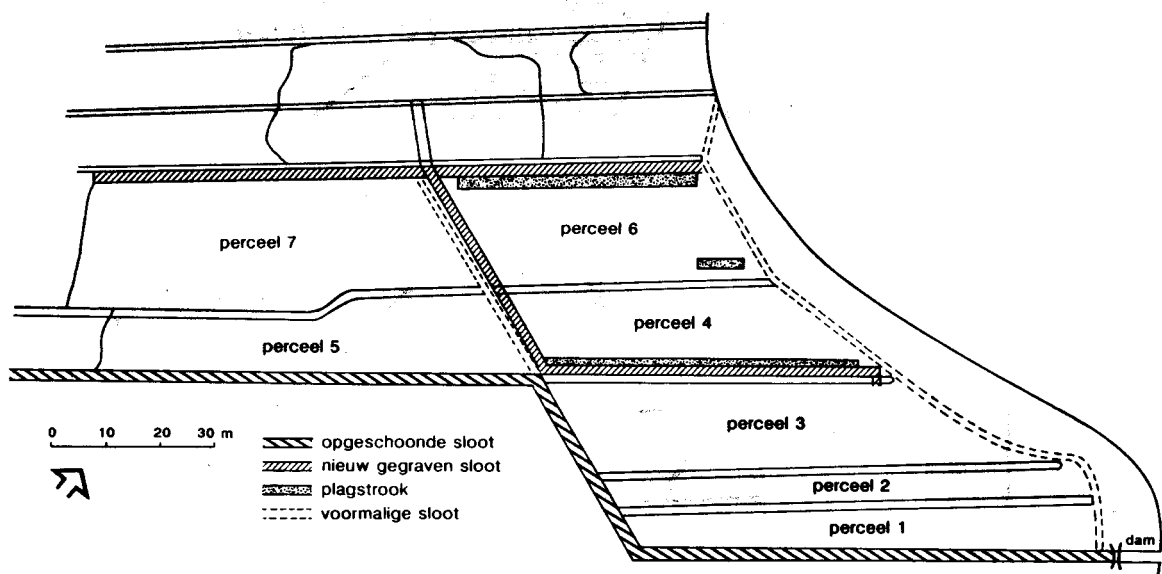 perceel 7
perceel 6
perceel 4
perceel 5
perceel 3
perceel 2
perceel 1
dam
0 10 20 30 m
opgeschoonde sloot
nieuw gegraven sloot
plagstrook
voormalige sloot